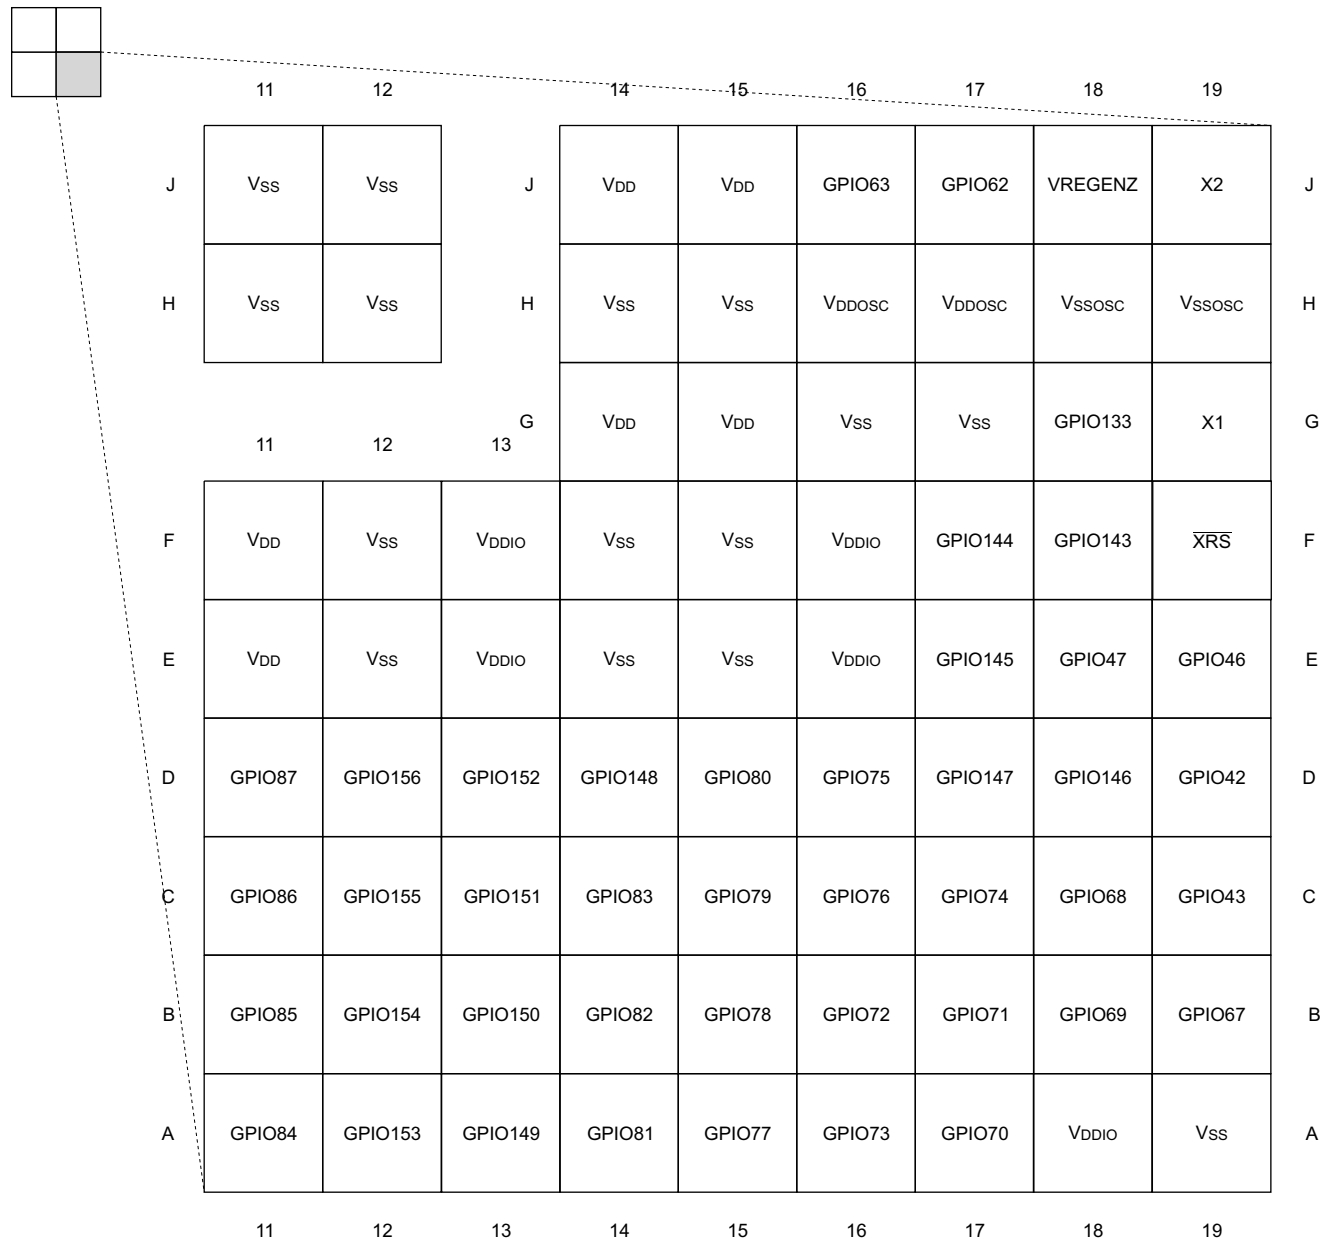 11 12 14 15 16 17 18 19
J VSS VSS J VDD VDD GPIO63 GPIO62 VREGENZ X2 J
H VSS VSS H VSS VSS VDDOSC VDDOSC VSSOSC VSSOSC H
G VDD VDD VSS VSS GPIO133 X1 G
11 12 13
F VDD VSS VDDIO VSS VSS VDDIO GPIO144 GPIO143 X̅R̅S̅ F
E VDD VSS VDDIO VSS VSS VDDIO GPIO145 GPIO47 GPIO46 E
D GPIO87 GPIO156 GPIO152 GPIO148 GPIO80 GPIO75 GPIO147 GPIO146 GPIO42 D
C GPIO86 GPIO155 GPIO151 GPIO83 GPIO79 GPIO76 GPIO74 GPIO68 GPIO43 C
B GPIO85 GPIO154 GPIO150 GPIO82 GPIO78 GPIO72 GPIO71 GPIO69 GPIO67 B
A GPIO84 GPIO153 GPIO149 GPIO81 GPIO77 GPIO73 GPIO70 VDDIO VSS A
11 12 13 14 15 16 17 18 19